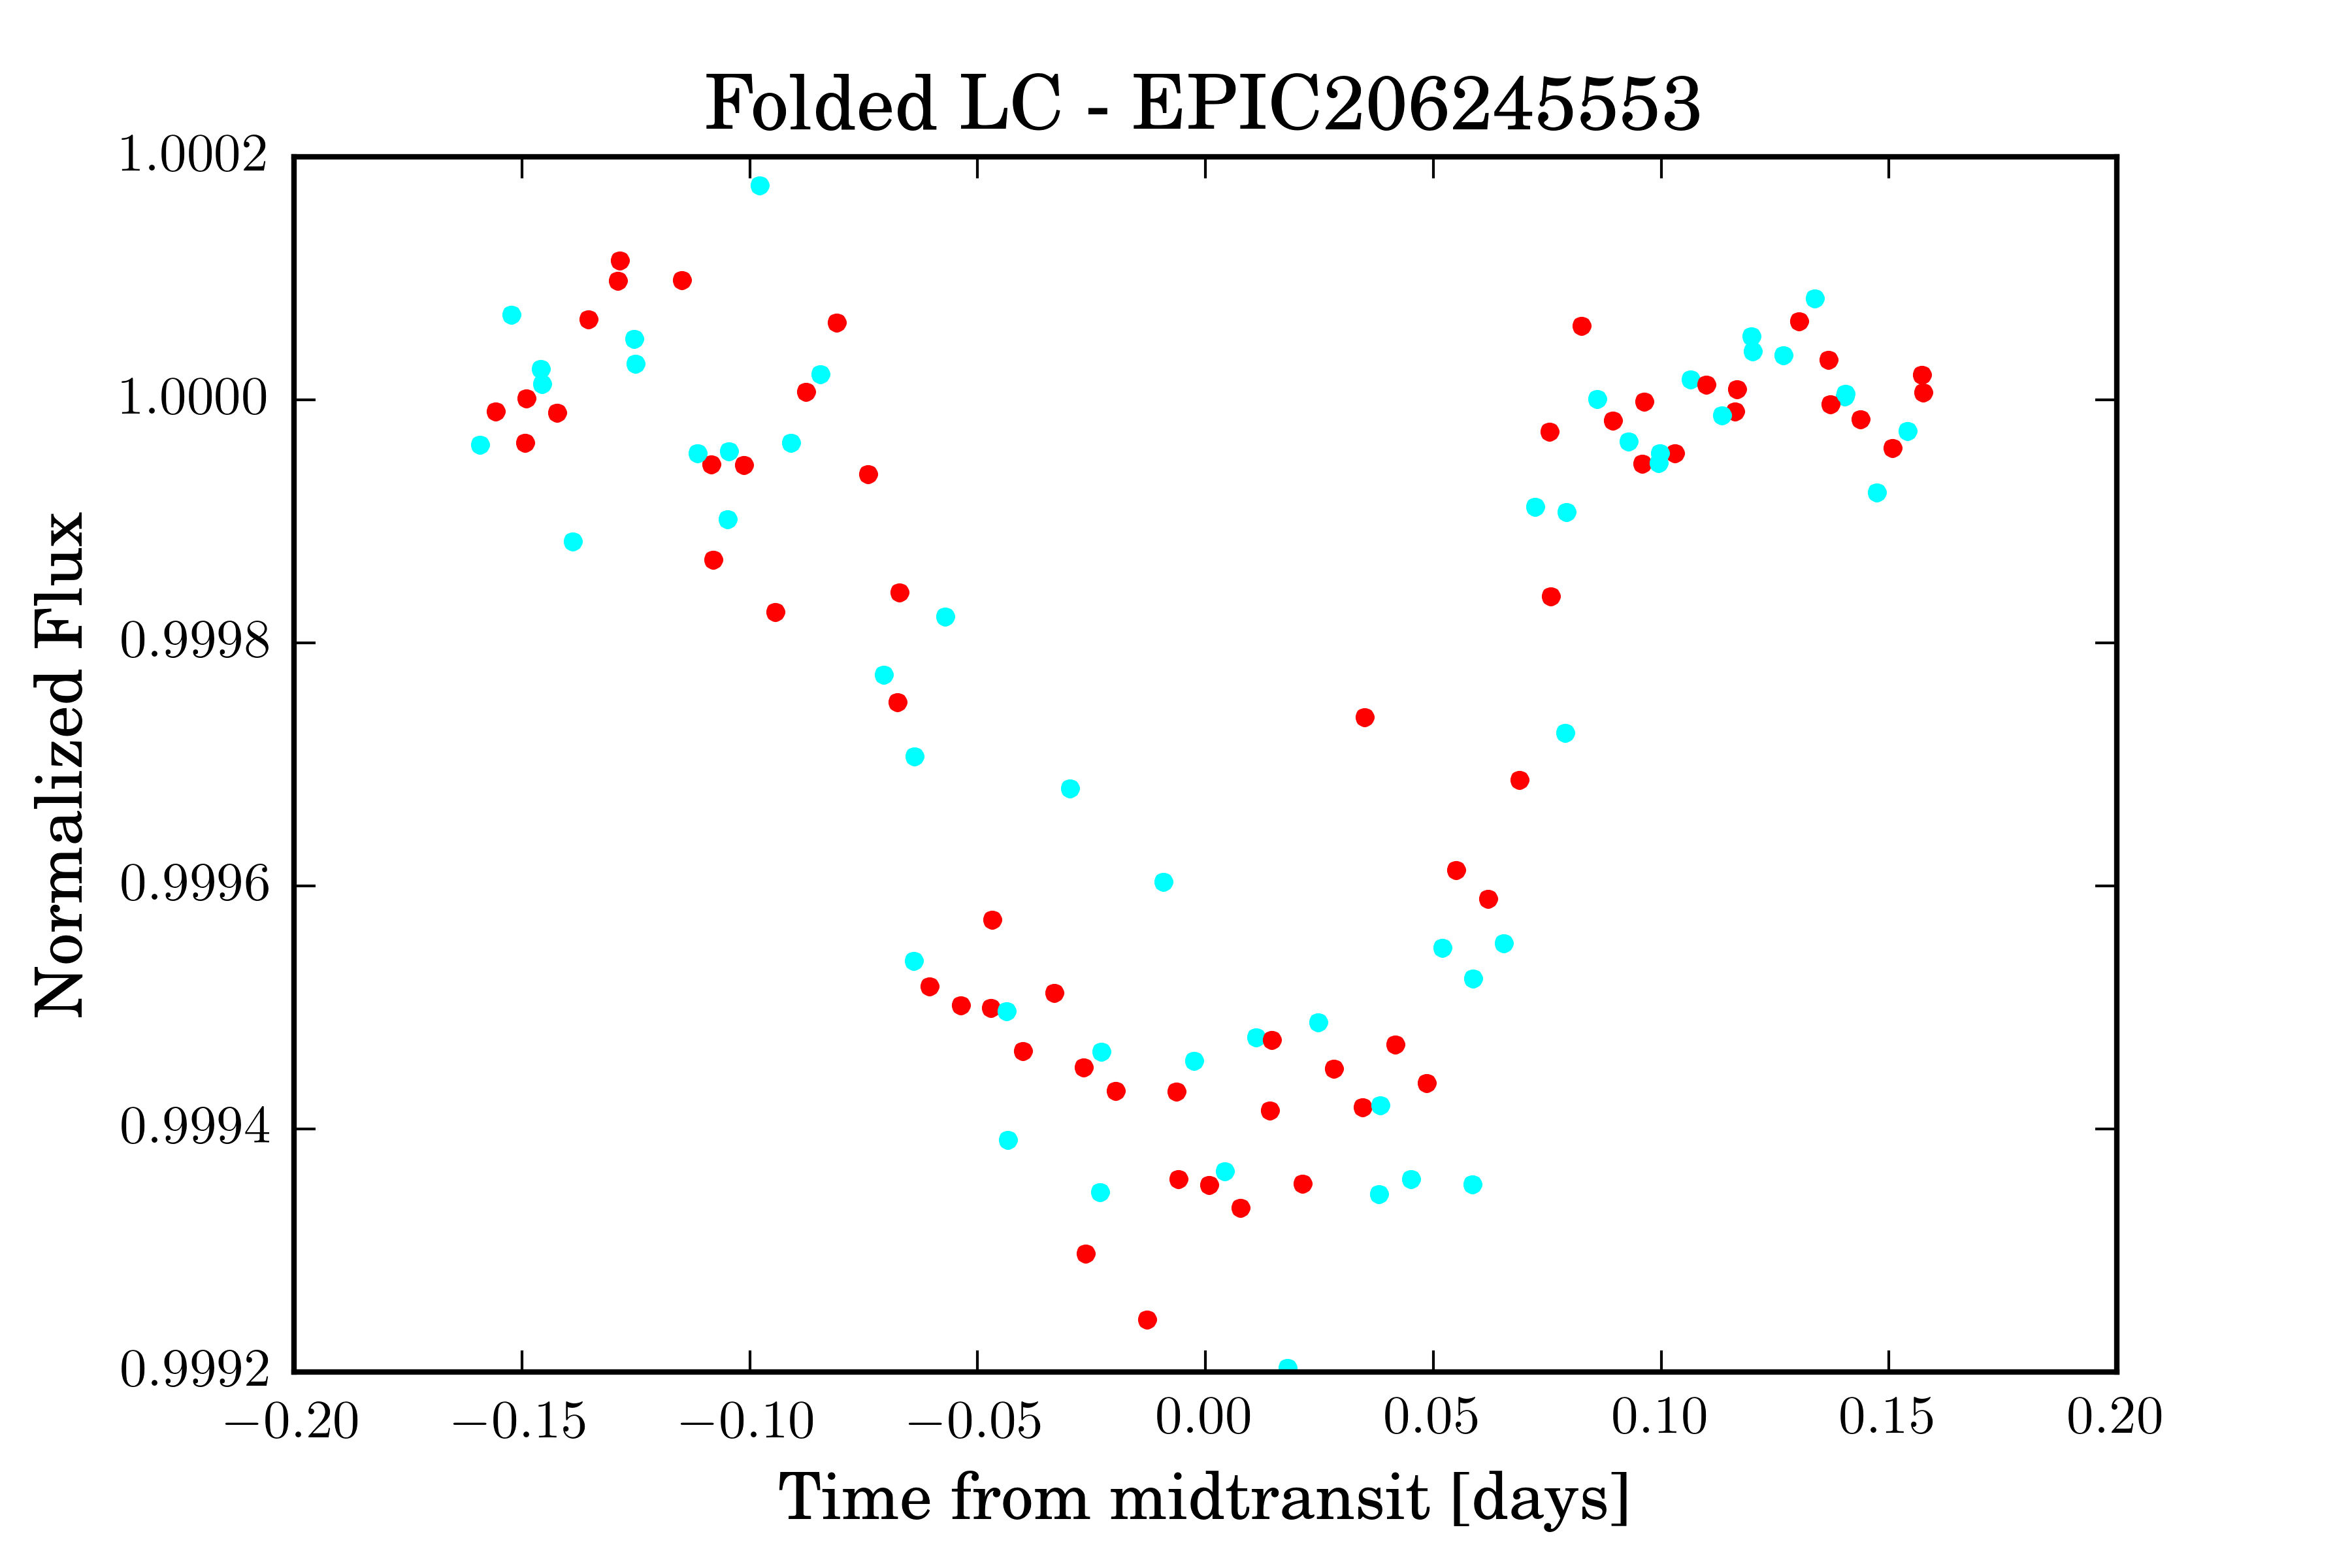 Folded LC - EPIC206245553
1.0002
1.0000
0.9998
0.9996
0.9994
0.9992
Normalized Flux
−0.20 −0.15 −0.10 −0.05 0.00 0.05 0.10 0.15 0.20
Time from midtransit [days]